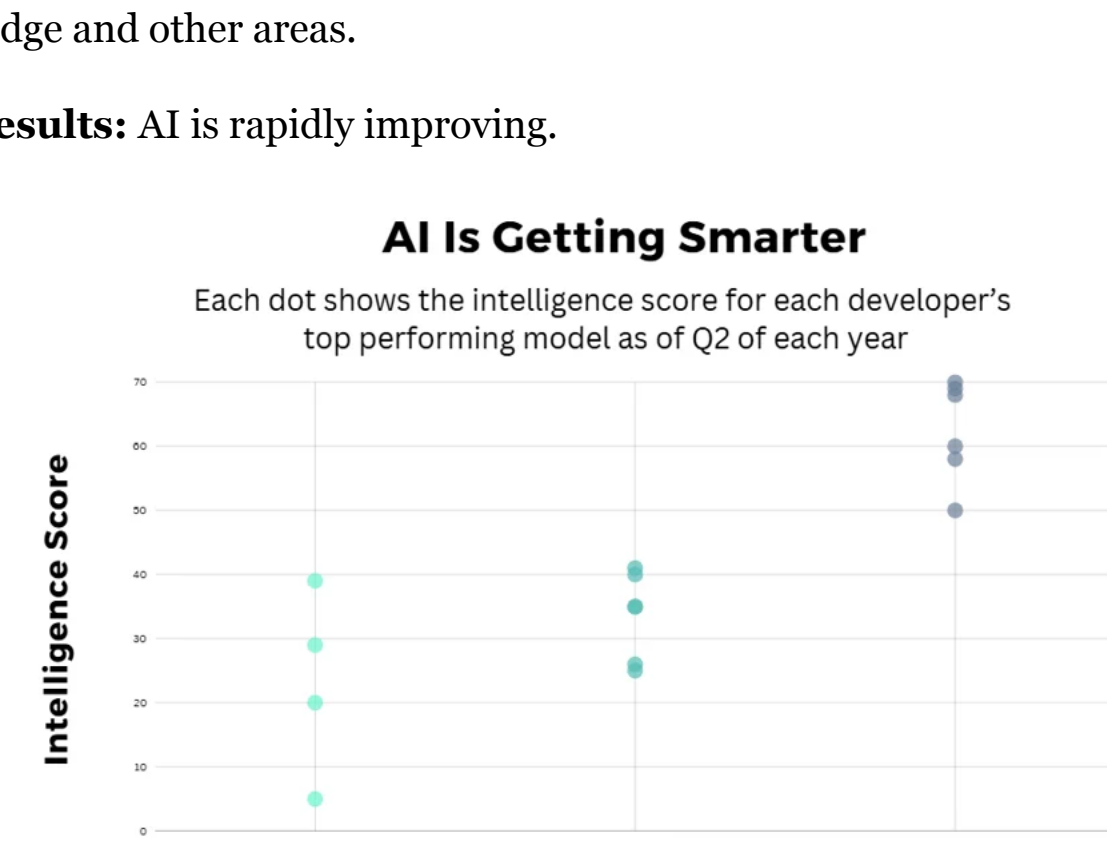 dge and other areas.
esults: AI is rapidly improving.
AI Is Getting Smarter
Each dot shows the intelligence score for each developer’s
top performing model as of Q2 of each year
70
60
50
40
30
20
10
0
Intelligence Score